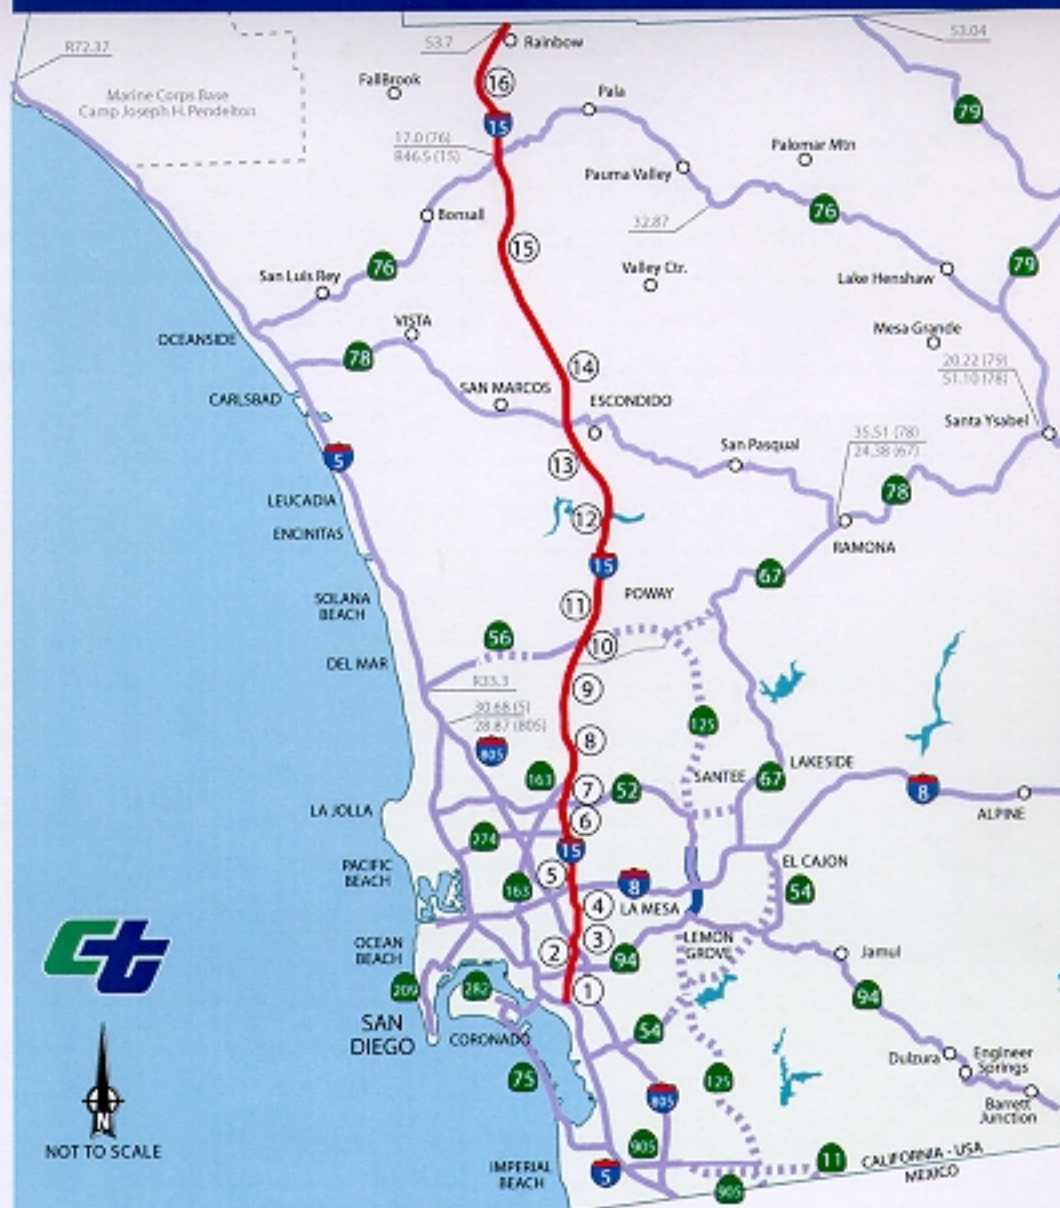 S3.04
R72.37
S3.7
Rainbow
FallBrook
16
79
Marine Corps Base
Camp Joseph H. Pendelton
Pala
15
17.0 (76)
R46.5 (15)
Palomar Mtn
Pauma Valley
76
Bonsall
32.87
15
76
San Luis Rey
Valley Ctr.
79
Lake Henshaw
VISTA
Mesa Grande
OCEANSIDE
78
20.22 (79)
51.10 (78)
14
SAN MARCOS
CARLSBAD
ESCONDIDO
Santa Ysabel
35.51 (78)
24.38 (67)
San Pasqual
5
13
78
LEUCADIA
12
ENCINITAS
RAMONA
15
67
SOLANA
BEACH
POWAY
11
56
10
DEL MAR
R33.3
9
30.68 (5)
28.87 (805)
125
8
805
163
SANTEE
67
LAKESIDE
7
52
8
LA JOLLA
ALPINE
6
274
15
PACIFIC
BEACH
EL CAJON
5
163
8
54
4
LA MESA
OCEAN
BEACH
2
3
94
LEMON
GROVE
Jamul
209
282
1
94
SAN
DIEGO
CORONADO
54
Dulzura
Engineer
Springs
75
125
805
Barrett
Junction
N
NOT TO SCALE
905
11
CALIFORNIA - USA
MEXICO
IMPERIAL
BEACH
5
905